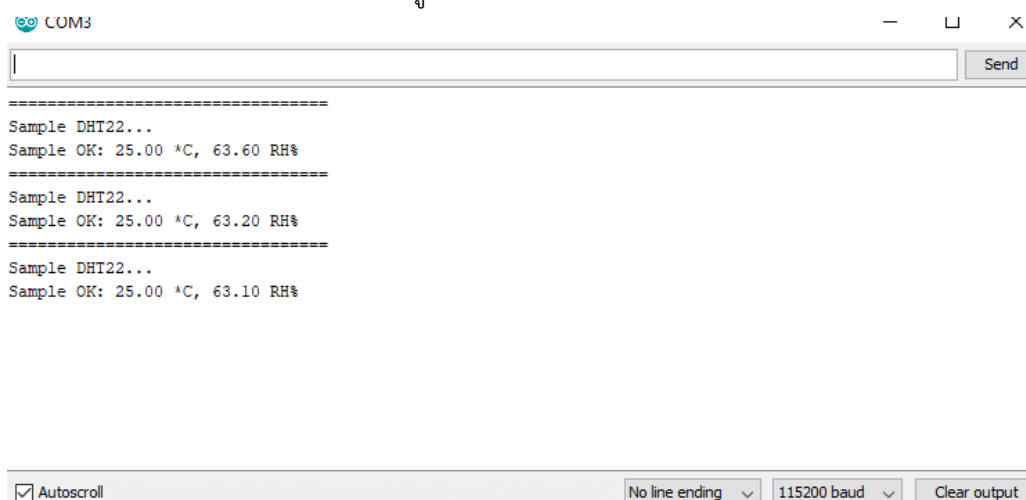 COM3
Send
=================================
Sample DHT22...
Sample OK: 25.00 *C, 63.60 RH%
=================================
Sample DHT22...
Sample OK: 25.00 *C, 63.20 RH%
=================================
Sample DHT22...
Sample OK: 25.00 *C, 63.10 RH%
Autoscroll No line ending 115200 baud Clear output